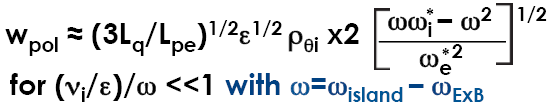 w_pol ≈ (3L_q/L_pe)^1/2 ε^1/2 ρ_θi x2 [(ωω_i^* − ω^2)/(ω_e^*2)]^1/2
for (ν_i/ε)/ω <<1 with ω=ω_island − ω_ExB